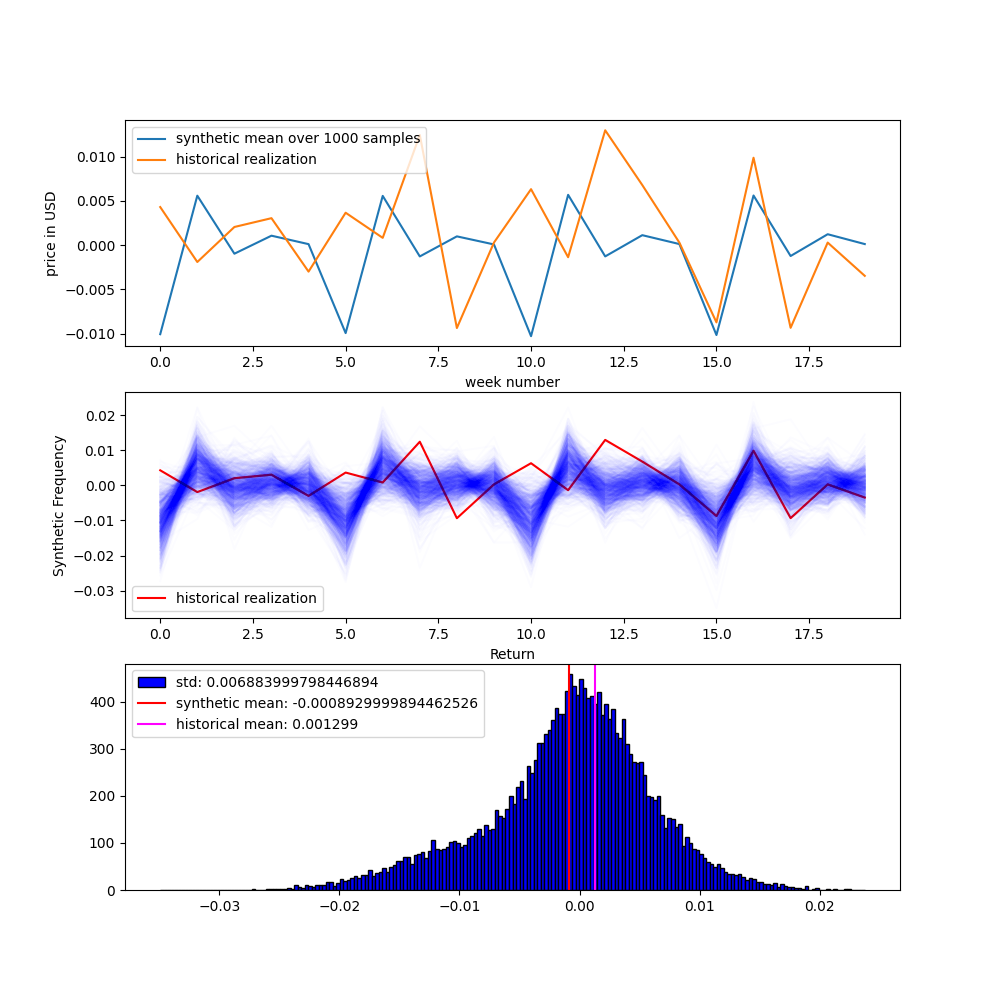 synthetic mean over 1000 samples
historical realization
price in USD
0.010
0.005
0.000
−0.005
−0.010
0.0 2.5 5.0 7.5 10.0 12.5 15.0 17.5
week number
Synthetic Frequency
0.02
0.01
0.00
−0.01
−0.02
−0.03
historical realization
0.0 2.5 5.0 7.5 10.0 12.5 15.0 17.5
Return
std: 0.006883999798446894
synthetic mean: -0.0008929999894462526
historical mean: 0.001299
400
300
200
100
0
−0.03 −0.02 −0.01 0.00 0.01 0.02